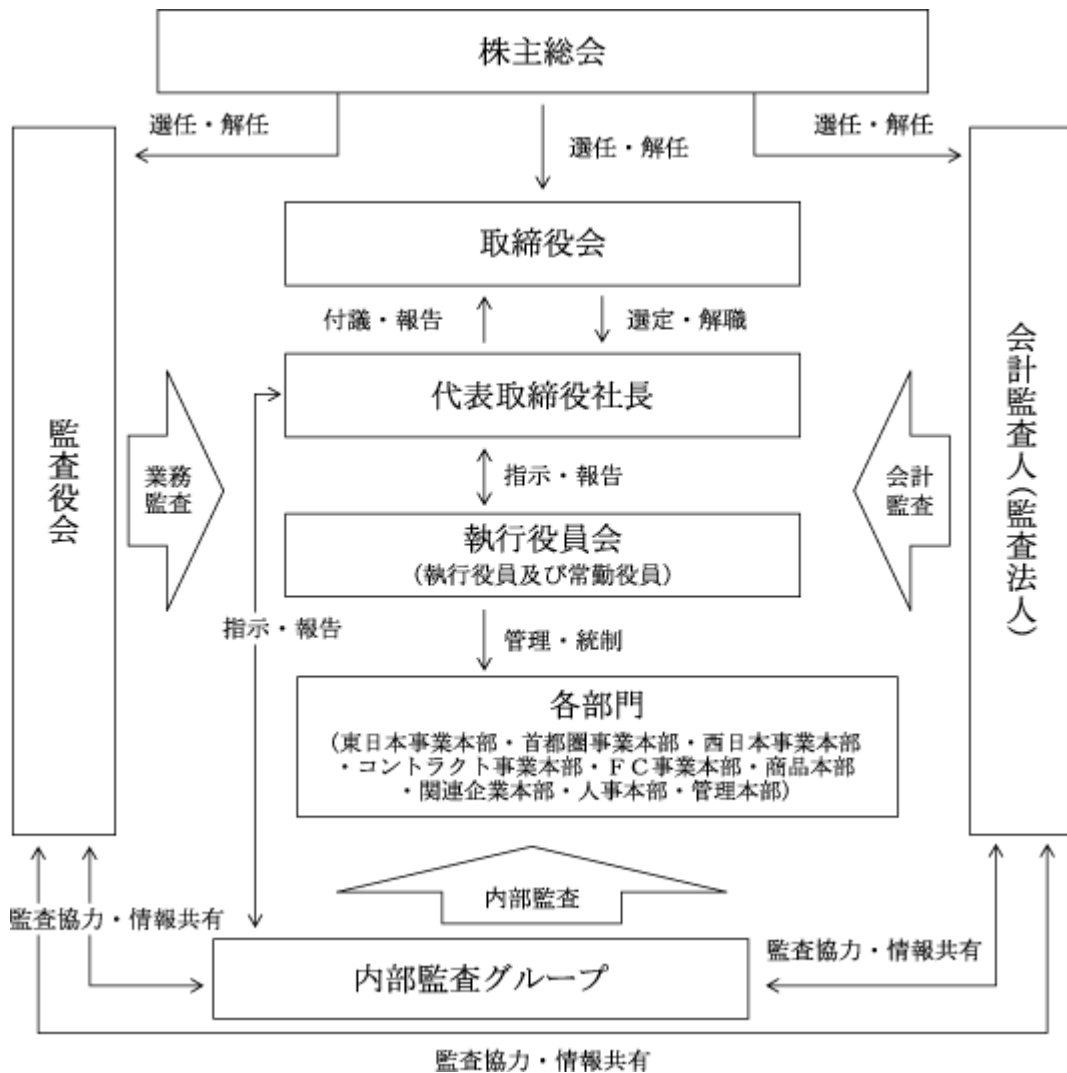 株主総会
選任・解任
選任・解任
選任・解任
取締役会
付議・報告
選定・解職
代表取締役社長
監査役会
業務
監査
会計
監査
会計監査人(監査法人)
指示・報告
執行役員会
(執行役員及び常勤役員)
指示・報告
管理・統制
各部門
(東日本事業本部・首都圏事業本部・西日本事業本部
・コントラクト事業本部・FC事業本部・商品本部
・関連企業本部・人事本部・管理本部)
内部監査
監査協力・情報共有
監査協力・情報共有
内部監査グループ
監査協力・情報共有